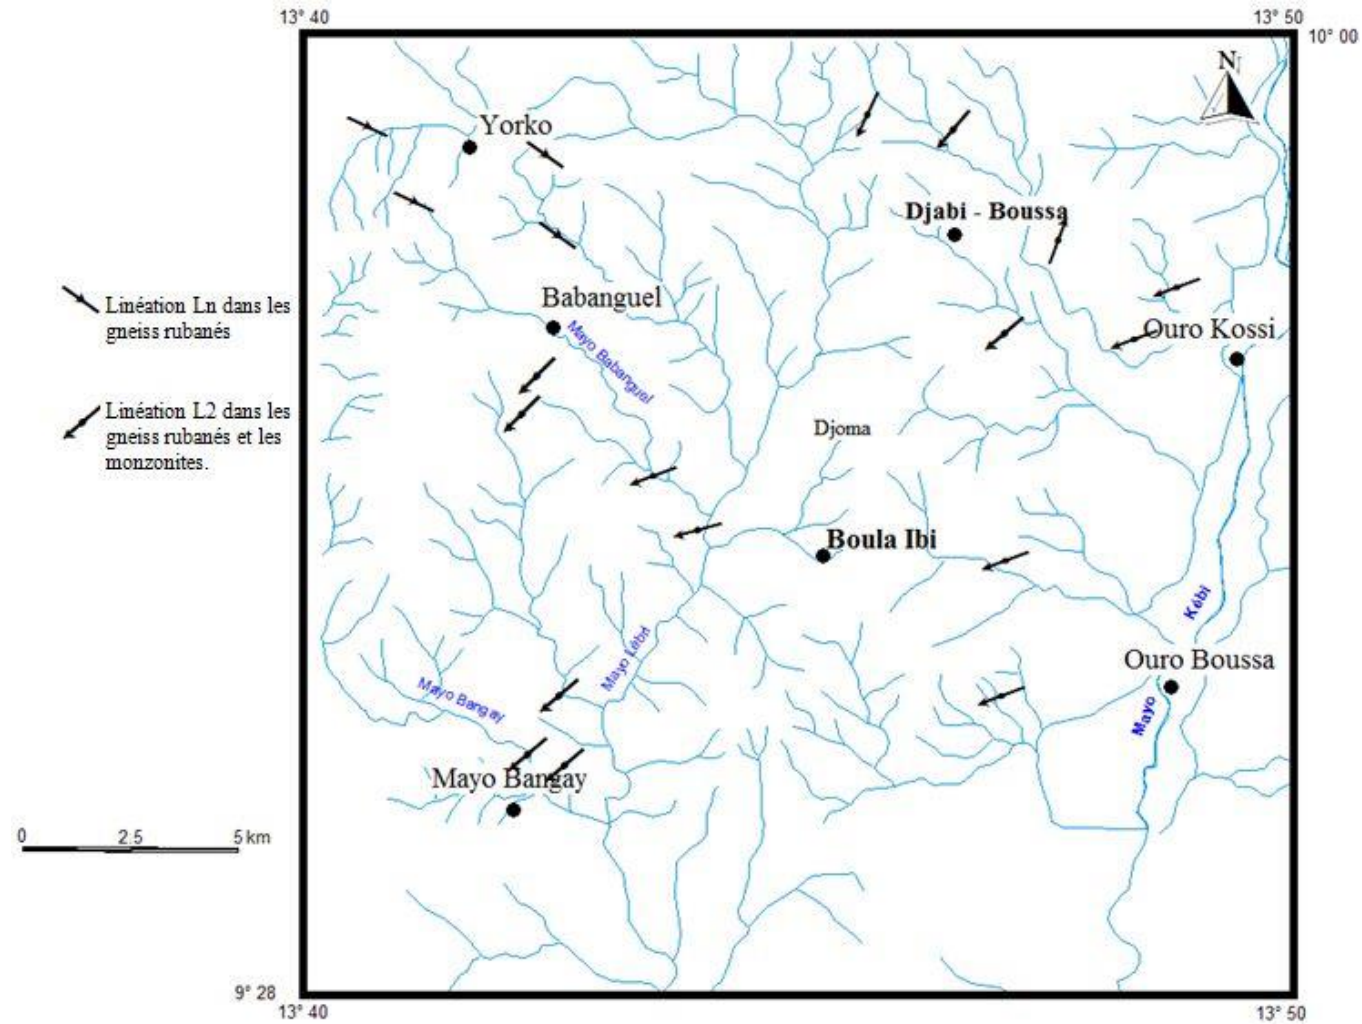 13° 40
13° 50
10° 00
N
Yorko
Djabi - Boussa
Linéation Ln dans les
gneiss rubanés
Babanguel
Ouro Kossi
Mayo Babanguel
Linéation L2 dans les
gneiss rubanés et les
monzonites.
Djoma
Boula Ibi
Kébi
Mayo Lébri
Ouro Boussa
Mayo Bangay
Mayo
Mayo Bangay
0
2.5
5 km
9° 28
13° 40
13° 50